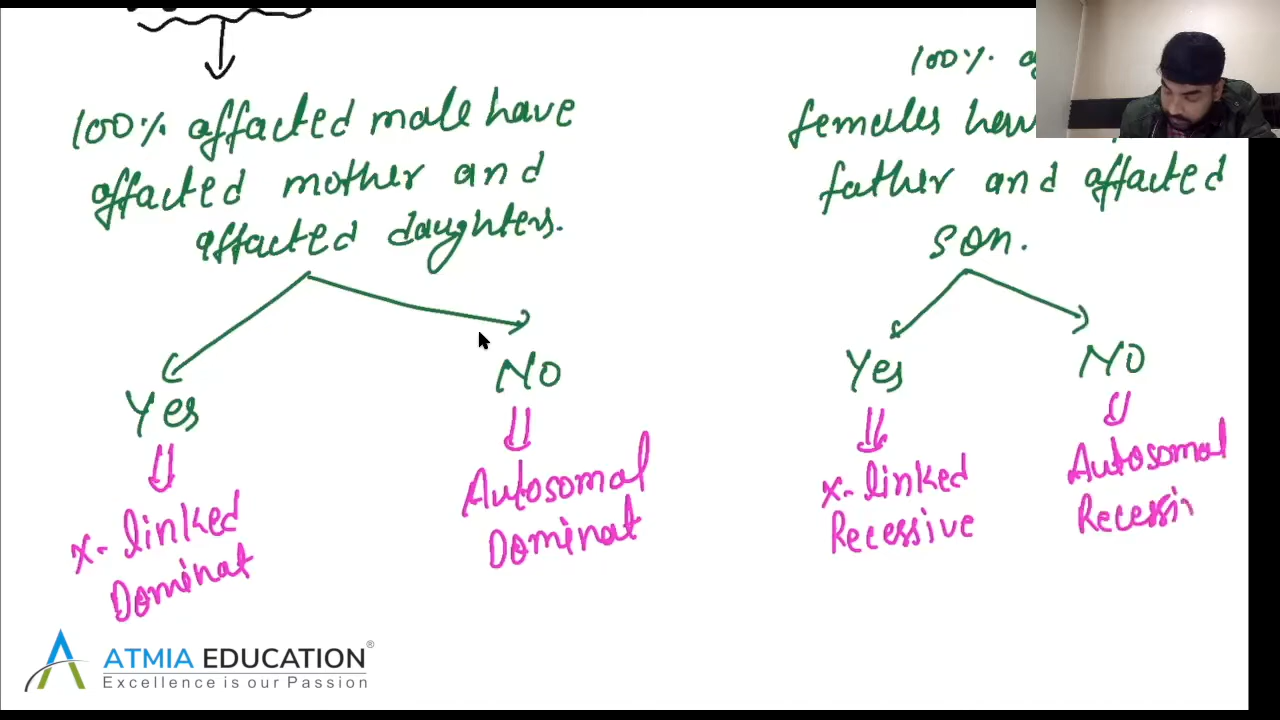 100% affacted male have
affacted mother and
affacted daughters.
Yes
No
x-linked
Dominat
Autosomal
Dominat
100%
females
father and affacted
son.
Yes
No
x-linked
Recessive
Autosomal
Recessi
ATMIA EDUCATION®
Excellence is our Passion